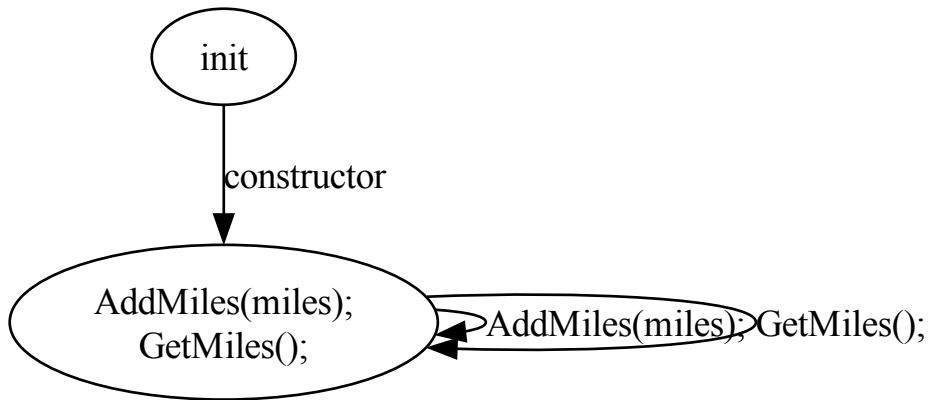 init
constructor
AddMiles(miles);
GetMiles();
AddMiles(miles);
GetMiles();